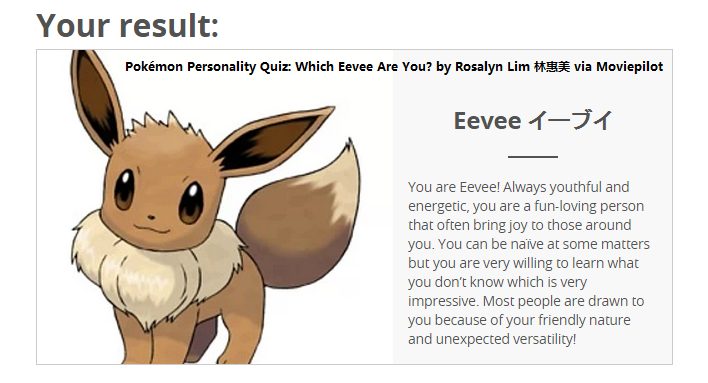 Your result:
Pokémon Personality Quiz: Which Eevee Are You? by Rosalyn Lim 林惠美 via Moviepilot
Eevee イーブイ
You are Eevee! Always youthful and
energetic, you are a fun-loving person
that often bring joy to those around
you. You can be naïve at some matters
but you are very willing to learn what
you don’t know which is very
impressive. Most people are drawn to
you because of your friendly nature
and unexpected versatility!